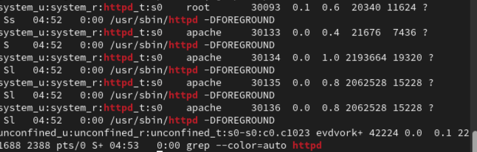 system_u:system_r:httpd_t:s0     root       30093  0.1  0.6  20340 11624 ?
 Ss   04:52   0:00 /usr/sbin/httpd -DFOREGROUND
system_u:system_r:httpd_t:s0     apache     30133  0.0  0.4  21676  7436 ?
 S    04:52   0:00 /usr/sbin/httpd -DFOREGROUND
system_u:system_r:httpd_t:s0     apache     30134  0.0  1.0 2193664 19320 ?
 Sl   04:52   0:00 /usr/sbin/httpd -DFOREGROUND
system_u:system_r:httpd_t:s0     apache     30135  0.0  0.8 2062528 15228 ?
 Sl   04:52   0:00 /usr/sbin/httpd -DFOREGROUND
system_u:system_r:httpd_t:s0     apache     30136  0.0  0.8 2062528 15228 ?
 Sl   04:52   0:00 /usr/sbin/httpd -DFOREGROUND
unconfined_u:unconfined_r:unconfined_t:s0-s0:c0.c1023 evdvork+ 42224 0.0  0.1 22
1688 2388 pts/0 S+ 04:53   0:00 grep --color=auto httpd